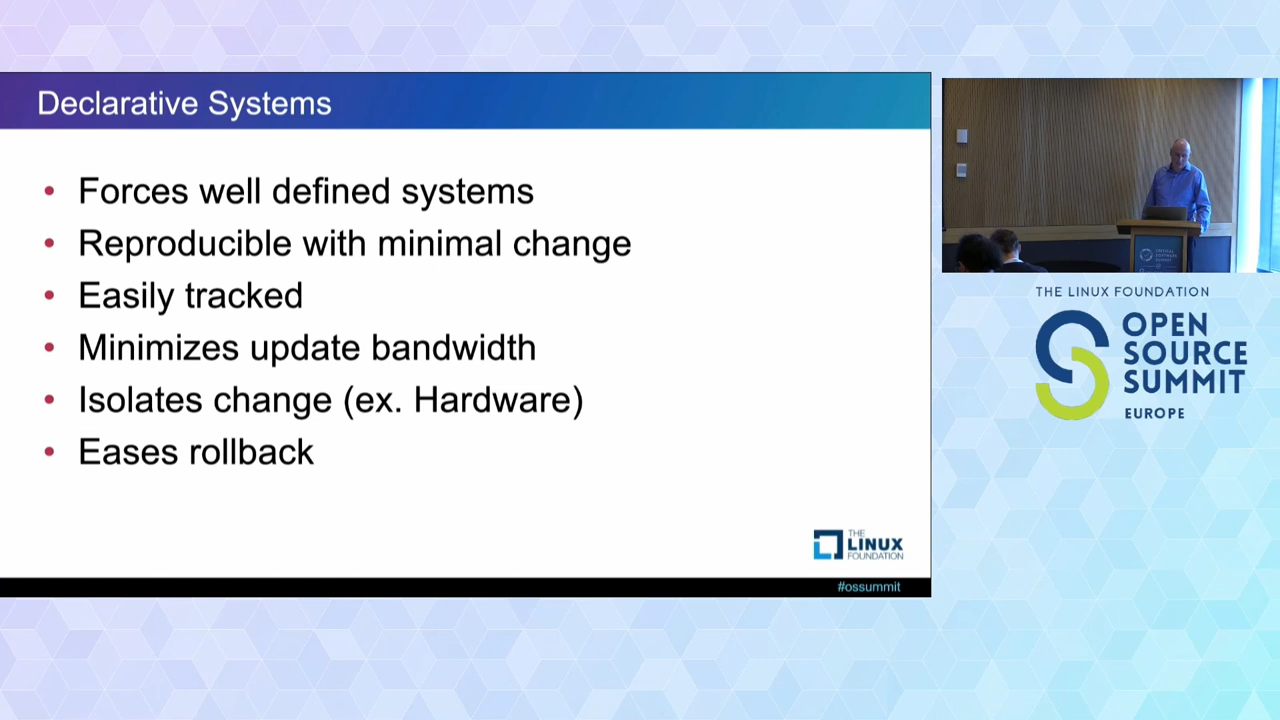 Declarative Systems
• Forces well defined systems
• Reproducible with minimal change
• Easily tracked
• Minimizes update bandwidth
• Isolates change (ex. Hardware)
• Eases rollback
THE
LINUX
FOUNDATION
#ossummit
THE LINUX FOUNDATION
OPEN
SOURCE
SUMMIT
EUROPE